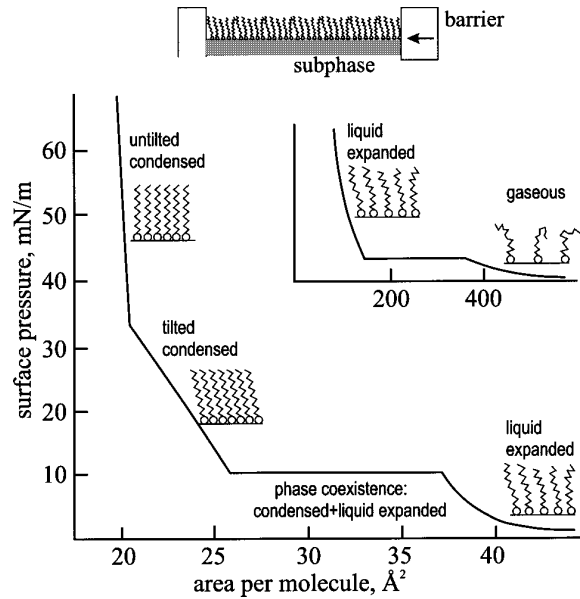 barrier
subphase
surface pressure, mN/m
60
50
40
30
20
10
untilted
condensed
tilted
condensed
liquid
expanded
gaseous
200
400
liquid
expanded
phase coexistence:
condensed+liquid expanded
20
25
30
35
40
area per molecule, Å²